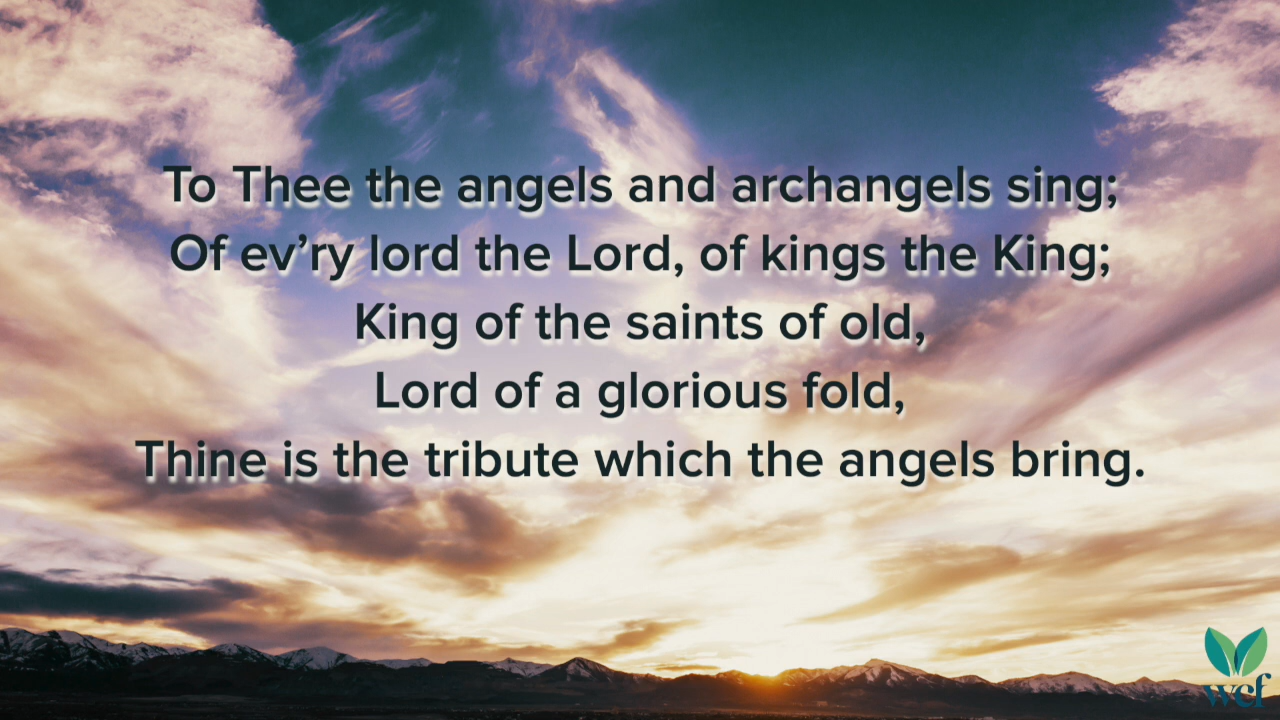 To Thee the angels and archangels sing;
Of ev’ry lord the Lord, of kings the King;
King of the saints of old,
Lord of a glorious fold,
Thine is the tribute which the angels bring.
wcf